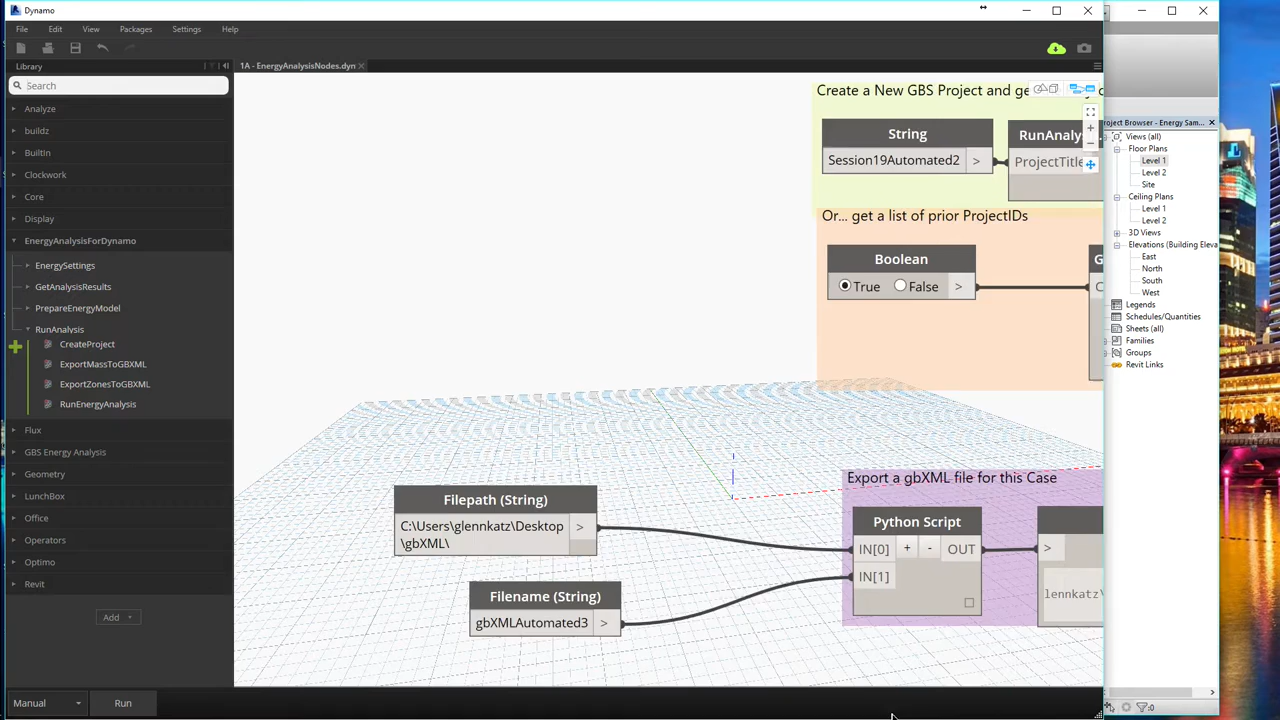 Dynamo
File Edit View Packages Settings Help
Library
1A - EnergyAnalysisNodes.dyn
Search
Analyze
buildz
BuiltIn
Clockwork
Core
Display
EnergyAnalysisForDynamo
EnergySettings
GetAnalysisResults
PrepareEnergyModel
RunAnalysis
CreateProject
ExportMassToGBXML
ExportZonesToGBXML
RunEnergyAnalysis
Flux
GBS Energy Analysis
Geometry
LunchBox
Office
Operators
Optimo
Revit
Add
Manual
Run
Create a New GBS Project and ge
String
Session19Automated2 >
RunAnaly
ProjectTitle
Or... get a list of prior ProjectIDs
Boolean
True False >
G
C
Filepath (String)
C:\Users\glennkatz\Desktop >
\gbXML\
Filename (String)
gbXMLAutomated3 >
Export a gbXML file for this Case
Python Script
IN[0] + - OUT
IN[1]
>
lennkatz\
roject Browser - Energy Sam...
Views (all)
Floor Plans
Level 1
Level 2
Site
Ceiling Plans
Level 1
Level 2
3D Views
Elevations (Building Eleva
East
North
South
West
Legends
Schedules/Quantities
Sheets (all)
Families
Groups
Revit Links
:0